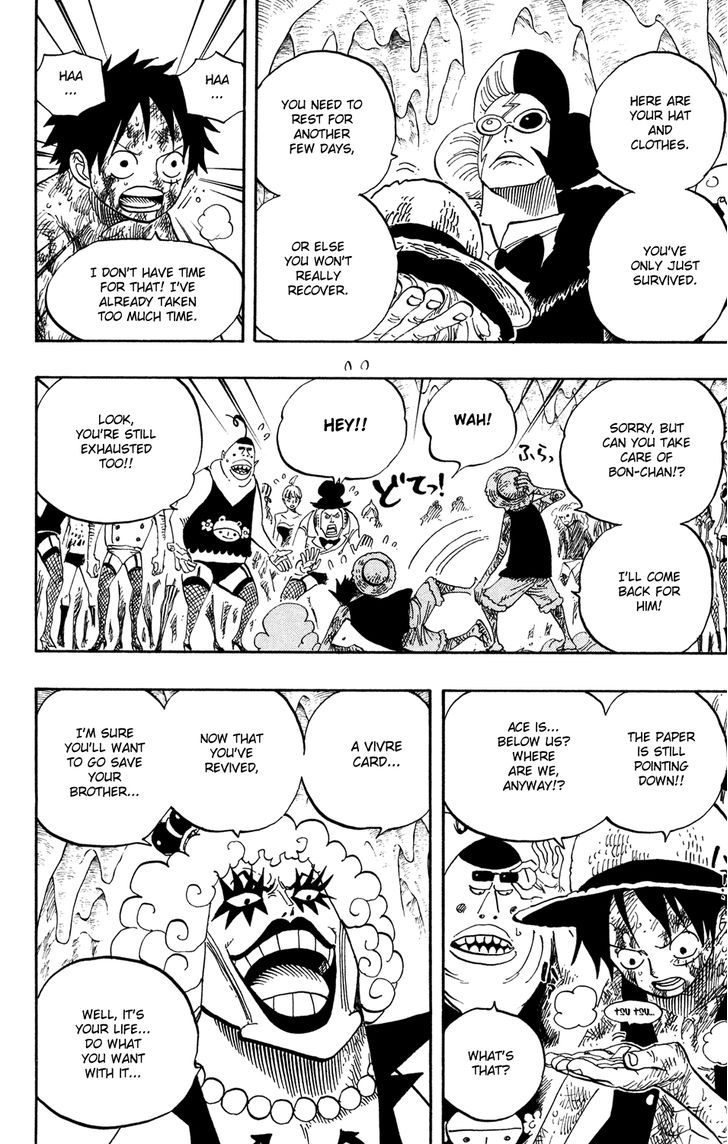 HERE ARE
YOUR HAT
AND
CLOTHES.
YOU'VE
ONLY JUST
SURVIVED.
YOU NEED TO
REST FOR
ANOTHER
FEW DAYS,
OR ELSE
YOU WON'T
REALLY
RECOVER.
HAA
...
HAA
...
I DON'T HAVE TIME
FOR THAT! I'VE
ALREADY TAKEN
TOO MUCH TIME.
SORRY, BUT
CAN YOU TAKE
CARE OF
BON-CHAN!?
I'LL COME
BACK FOR
HIM!
ふらっ
WAH!
どてっ!
HEY!!
LOOK,
YOU'RE STILL
EXHAUSTED
TOO!!
THE PAPER
IS STILL
POINTING
DOWN!!
ACE IS...
BELOW US?
WHERE
ARE WE,
ANYWAY!?
TSU TSU...
WHAT'S
THAT?
A VIVRE
CARD...
NOW THAT
YOU'VE
REVIVED,
I'M SURE
YOU'LL WANT
TO GO SAVE
YOUR
BROTHER...
WELL, IT'S
YOUR LIFE...
DO WHAT
YOU WANT
WITH IT...